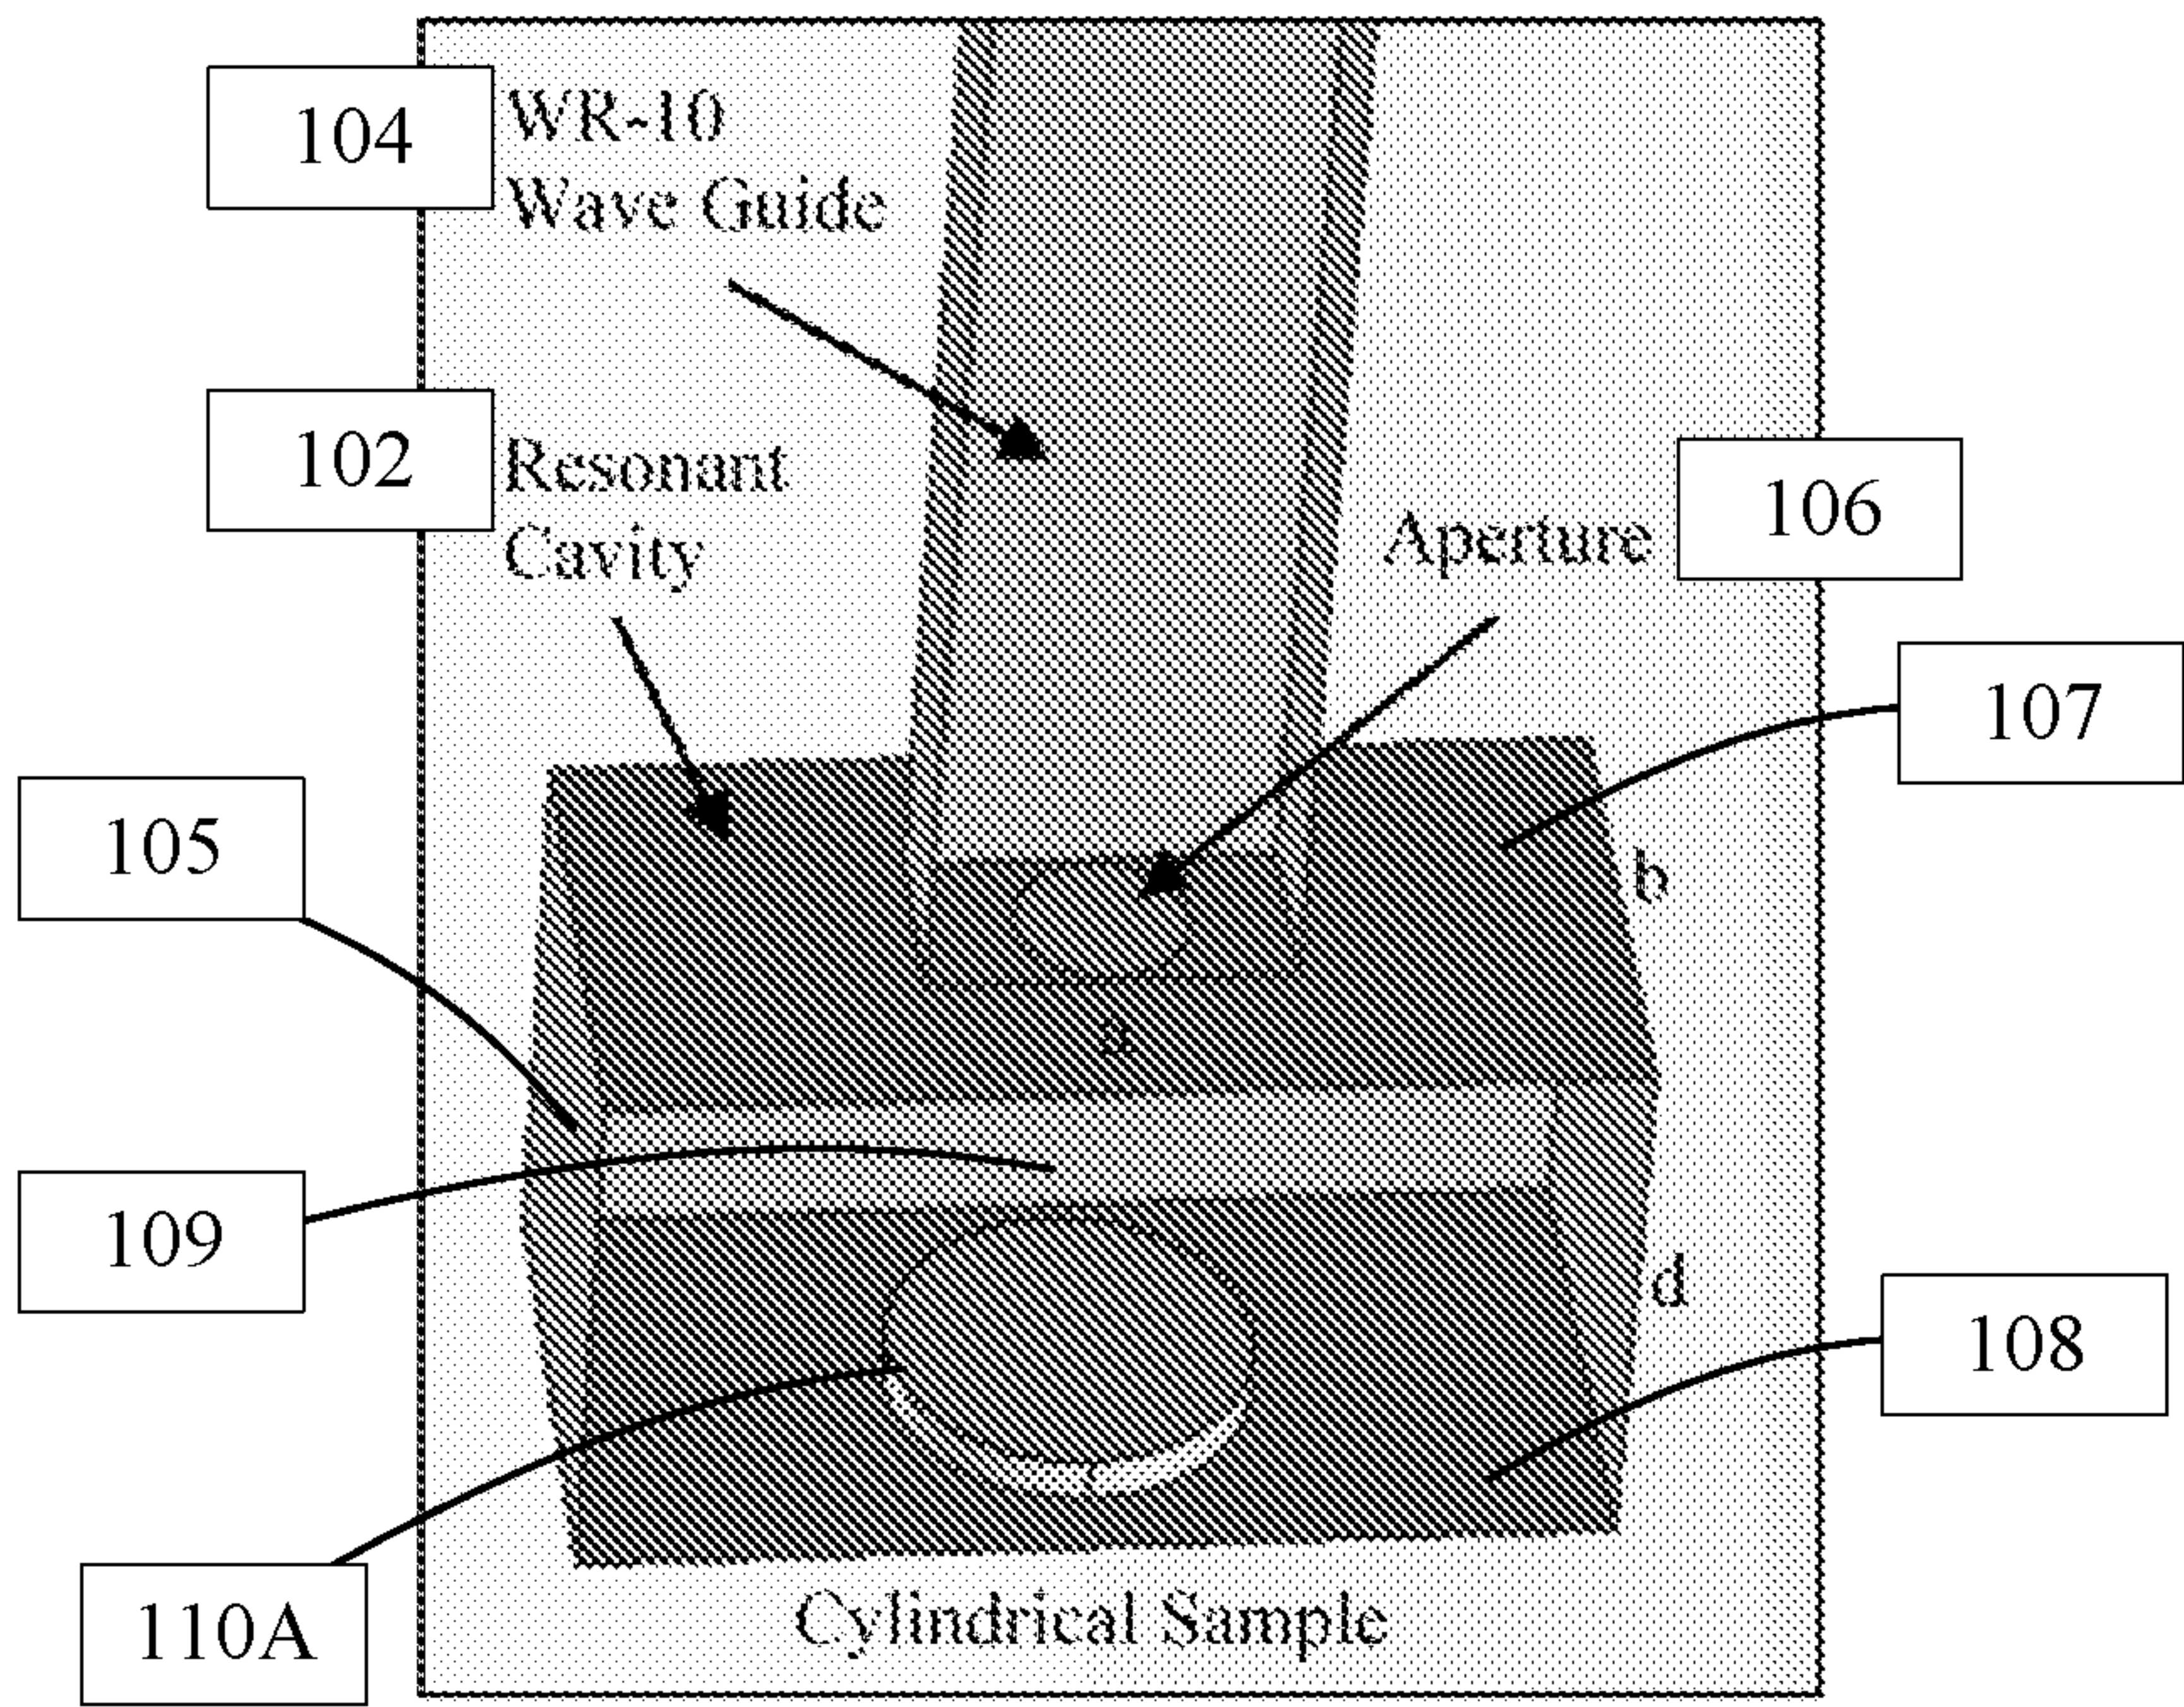 104
WR-10
Wave Guide
102
Resonant
Cavity
Aperture
106
107
105
b
a
109
d
108
110A
Cylindrical Sample